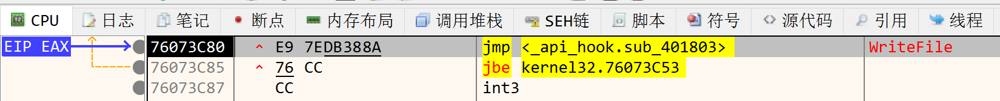 CPU 日志 笔记 断点 内存布局 调用堆栈 SEH链 脚本 符号 源代码 引用 线程
EIP EAX 76073C80 ^ E9 7EDB388A jmp <_api_hook.sub_401803> WriteFile
76073C85 ^ 76 CC jbe kernel32.76073C53
76073C87 CC int3